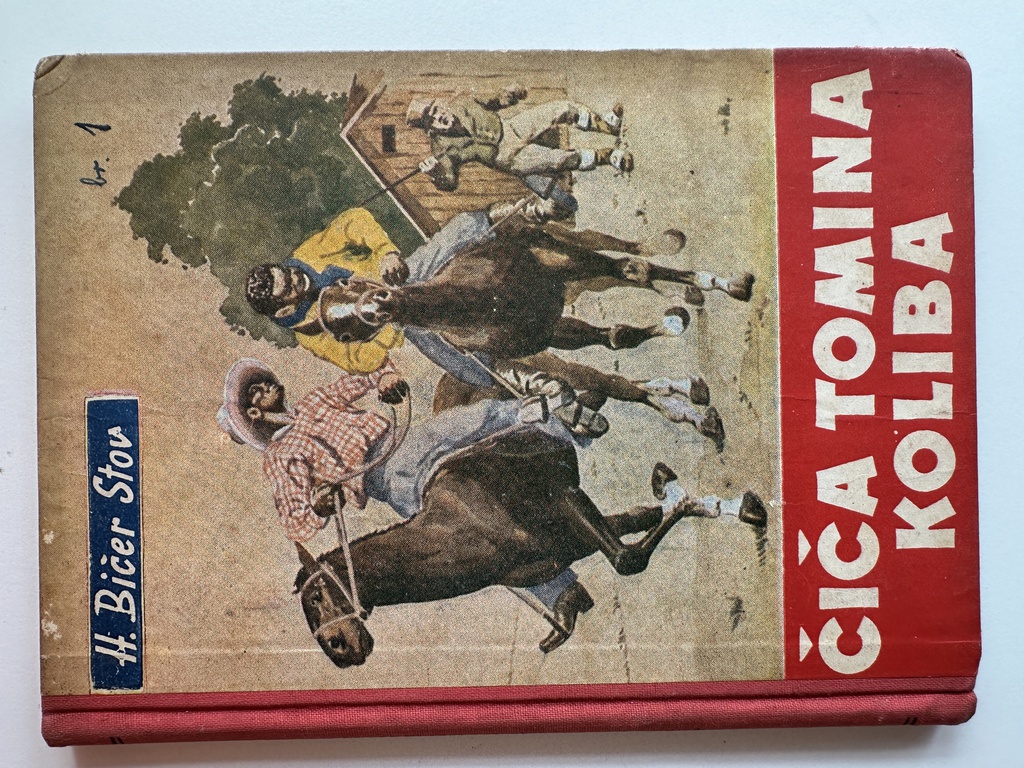 br. 1
H. Bičer Stov
ČIČA TOMINA
KOLIBA